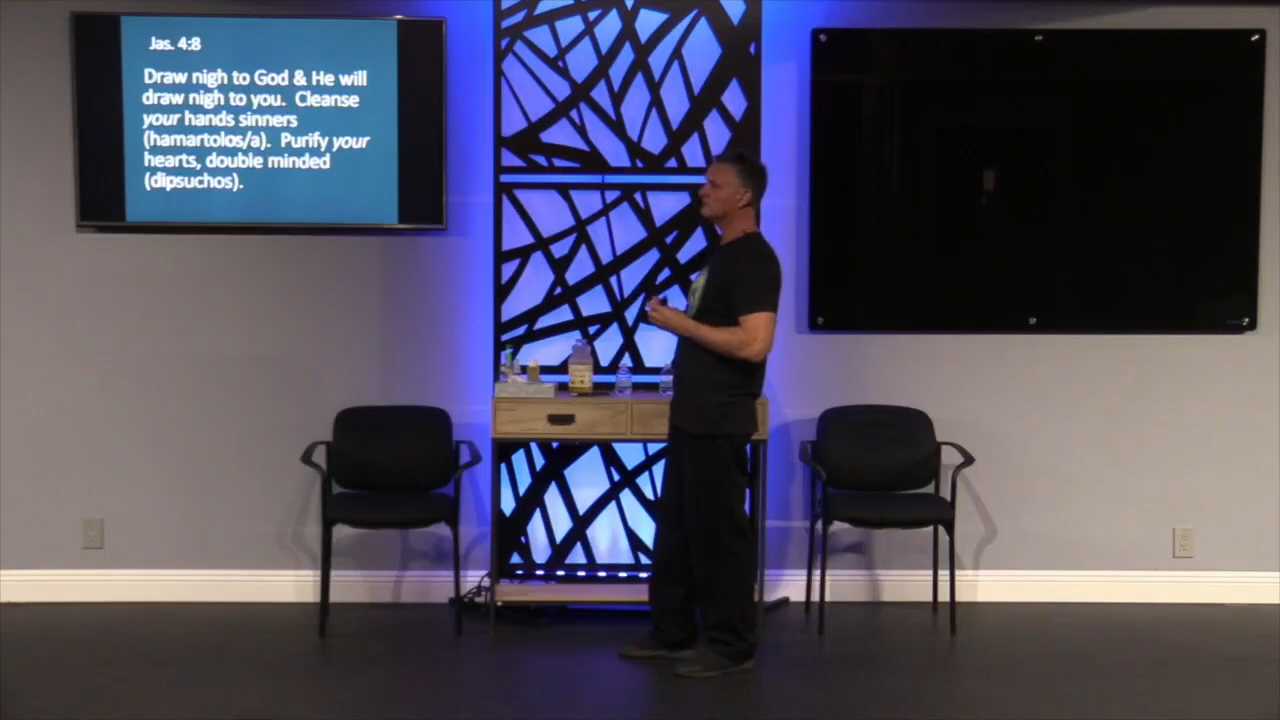 Jas. 4:8
Draw nigh to God & He will
draw nigh to you.  Cleanse
your hands sinners
(hamartolos/a).  Purify your
hearts, double minded
(dipsuchos).